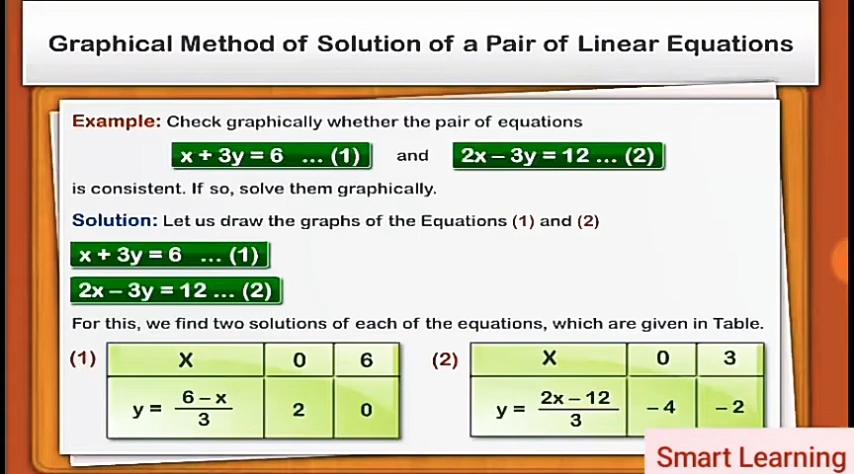 Graphical Method of Solution of a Pair of Linear Equations
Example: Check graphically whether the pair of equations
x + 3y = 6 ... (1) and 2x – 3y = 12 ... (2)
is consistent. If so, solve them graphically.
Solution: Let us draw the graphs of the Equations (1) and (2)
x + 3y = 6 ... (1)
2x – 3y = 12 ... (2)
For this, we find two solutions of each of the equations, which are given in Table.
(1) X 0 6
y = (6 – x)/3 2 0
(2) X 0 3
y = (2x – 12)/3 – 4 – 2
Smart Learning